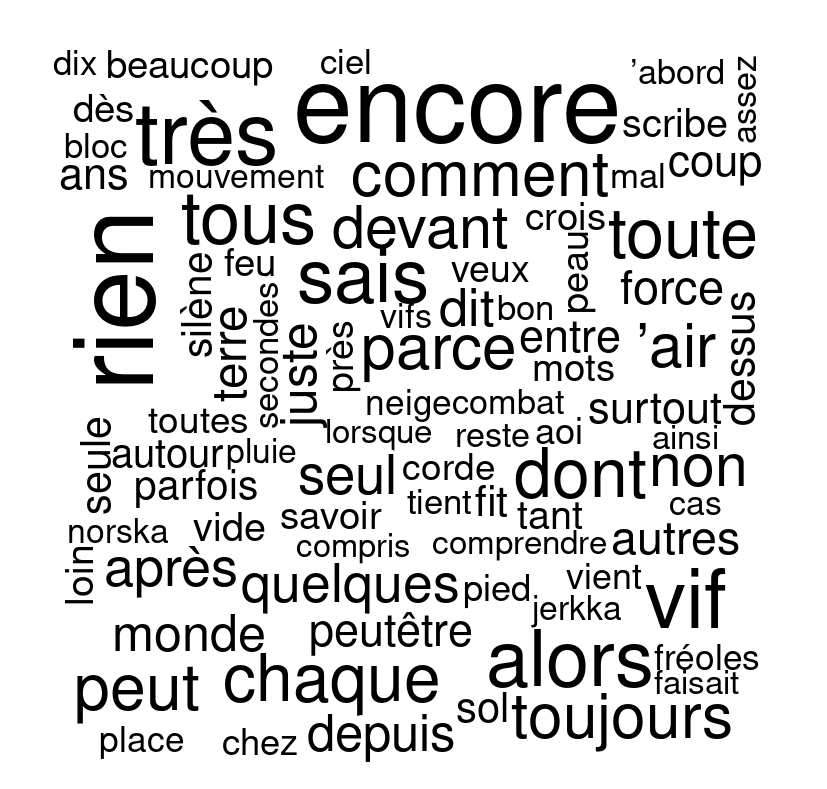 dix beaucoup ciel 'abord assez
dès très encore scribe
bloc
ans mouvement comment mal coup
rien tous devant crois toute
silène feu sais veux peau force
terre secondes juste près vifs dit bon dessus
parce entre 'air
mots
neige combat surtout
toutes lorsque reste aoi ainsi
seule autour pluie seul corde dont non
parfois tient fit cas
norska vide savoir tant
loin compris comprendre autres
après quelques pied vient vif
jerkka
monde peutêtre alors fréoles
peut chaque faisait
sol toujours
place chez depuis